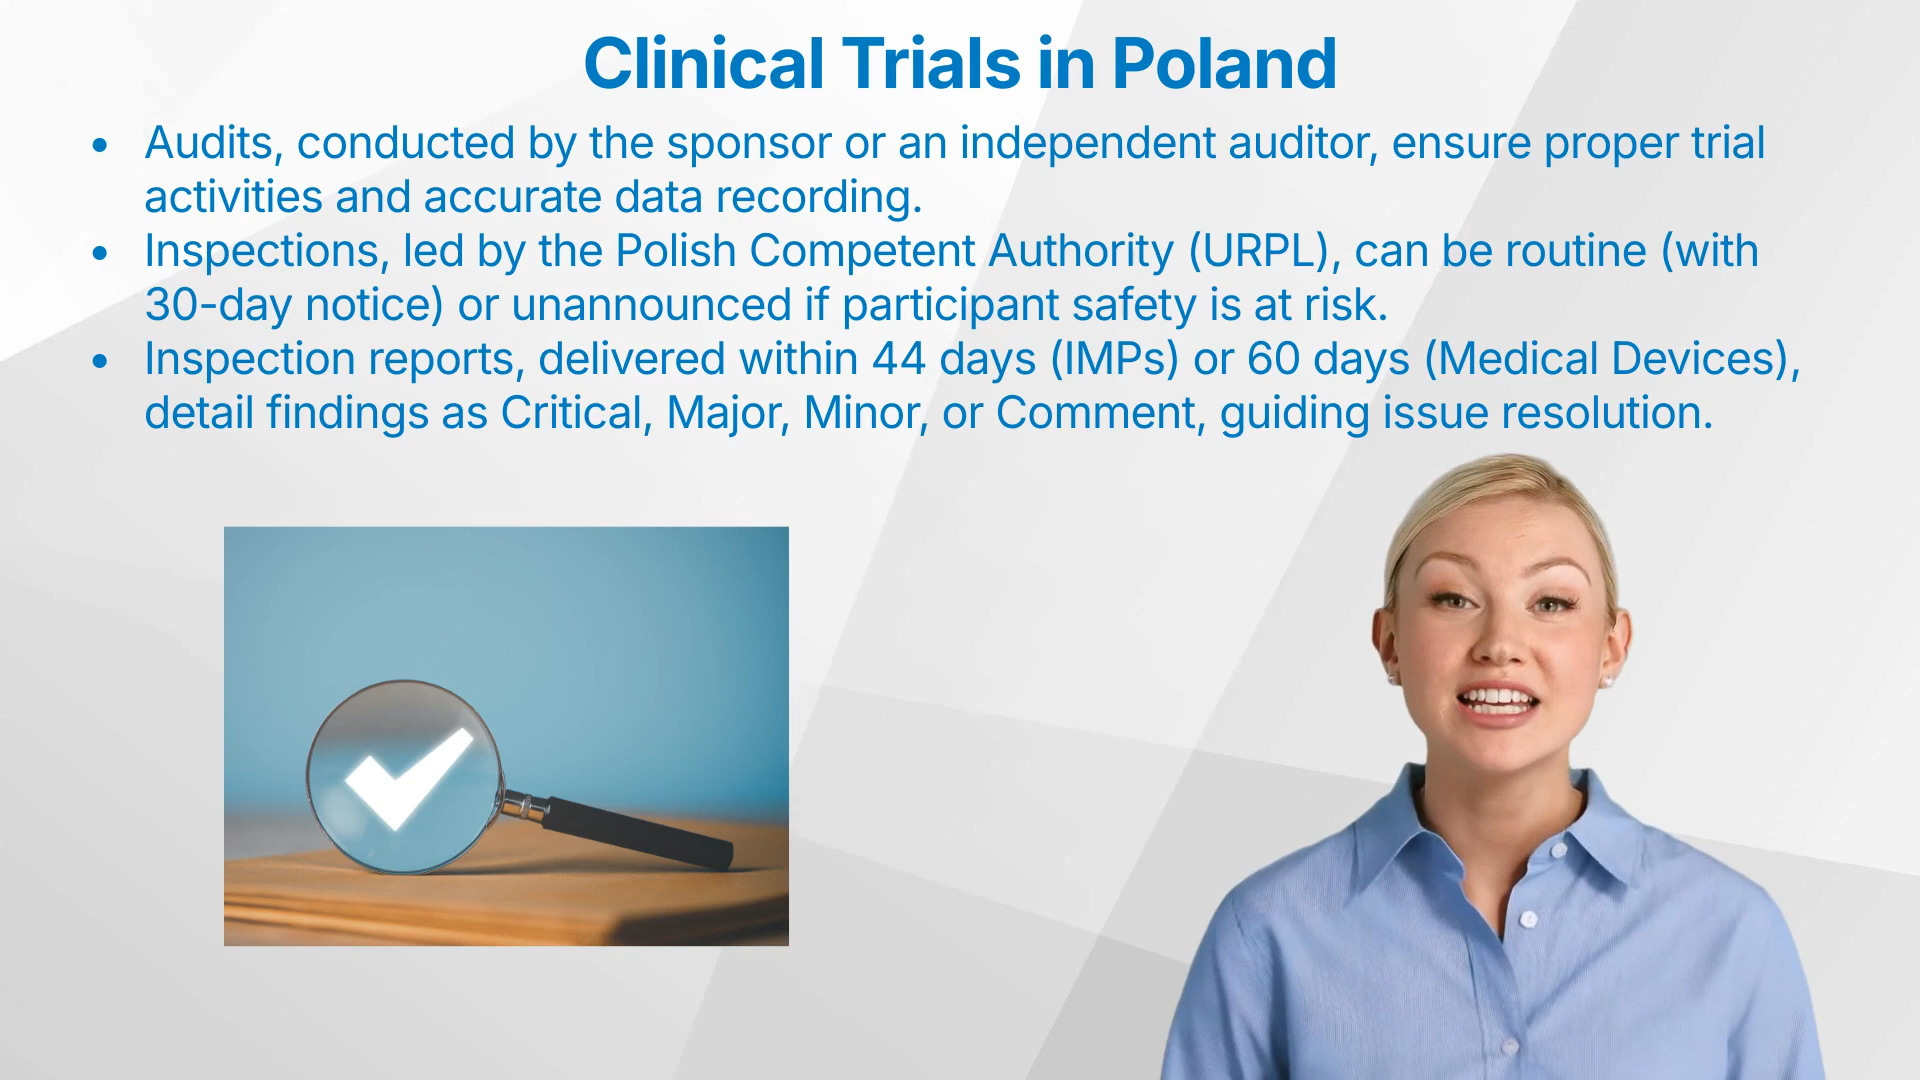 Clinical Trials in Poland
• Audits, conducted by the sponsor or an independent auditor, ensure proper trial
activities and accurate data recording.
• Inspections, led by the Polish Competent Authority (URPL), can be routine (with
30-day notice) or unannounced if participant safety is at risk.
• Inspection reports, delivered within 44 days (IMPs) or 60 days (Medical Devices),
detail findings as Critical, Major, Minor, or Comment, guiding issue resolution.